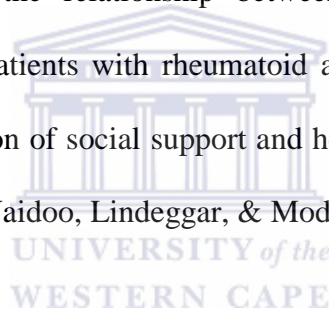 the relationship between
patients with rheumatoid a
on of social support and h
Naidoo, Lindeggar, & Mod
UNIVERSITY of the
WESTERN CAPE